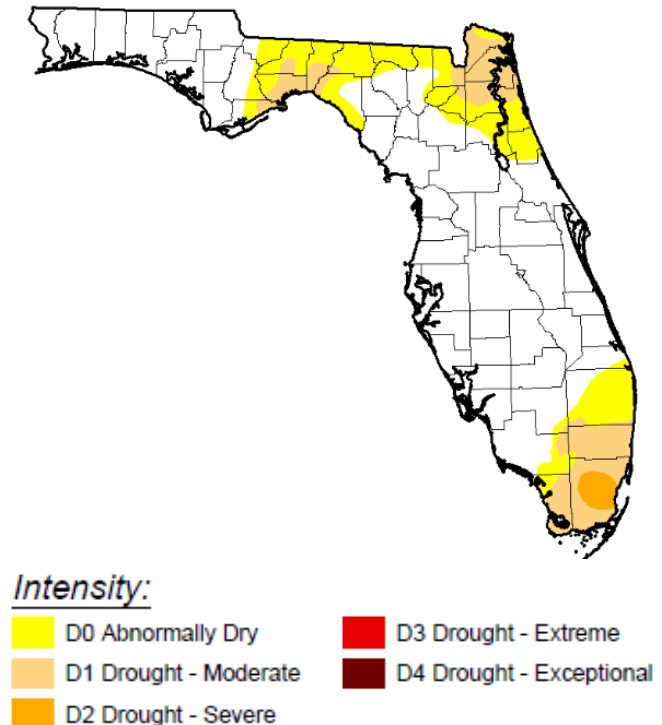 Intensity:
D0 Abnormally Dry
D1 Drought - Moderate
D2 Drought - Severe
D3 Drought - Extreme
D4 Drought - Exceptional